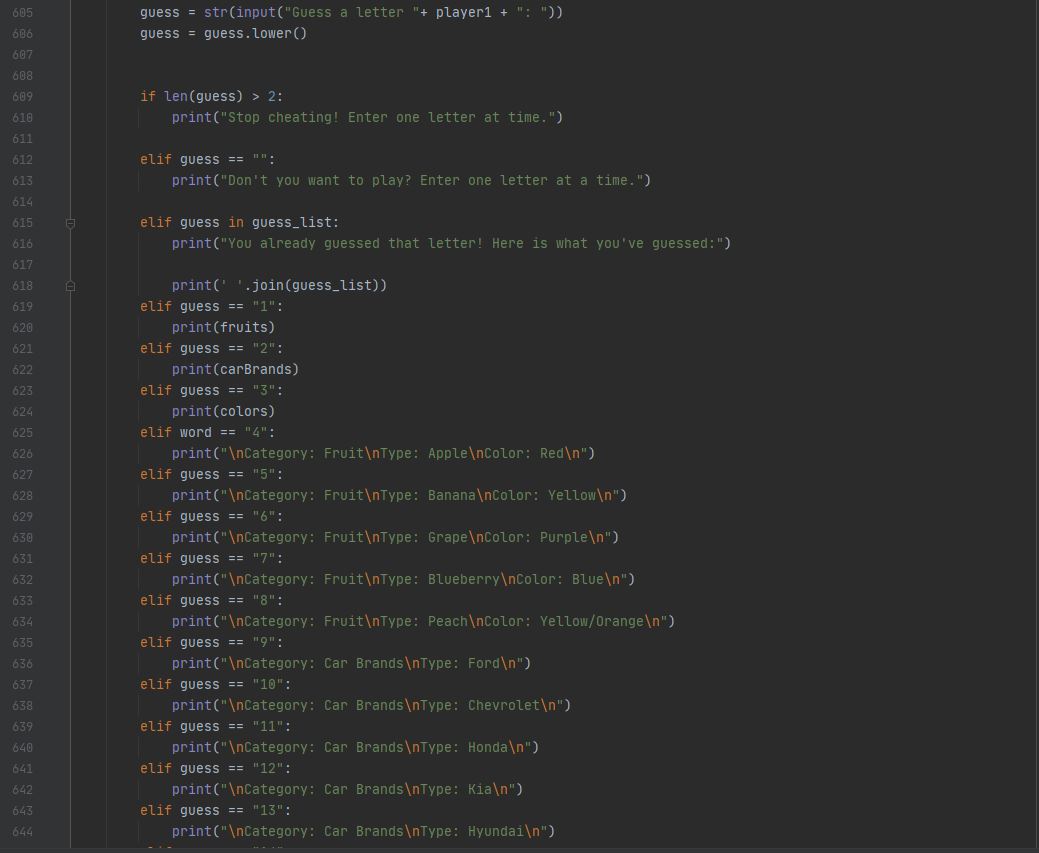 605 guess = str(input("Guess a letter "+ player1 + ": "))
606 guess = guess.lower()
607
608
609 if len(guess) > 2:
610 print("Stop cheating! Enter one letter at time.")
611
612 elif guess == "":
613 print("Don't you want to play? Enter one letter at a time.")
614
615 elif guess in guess_list:
616 print("You already guessed that letter! Here is what you've guessed:")
617
618 print(' '.join(guess_list))
619 elif guess == "1":
620 print(fruits)
621 elif guess == "2":
622 print(carBrands)
623 elif guess == "3":
624 print(colors)
625 elif word == "4":
626 print("\nCategory: Fruit\nType: Apple\nColor: Red\n")
627 elif guess == "5":
628 print("\nCategory: Fruit\nType: Banana\nColor: Yellow\n")
629 elif guess == "6":
630 print("\nCategory: Fruit\nType: Grape\nColor: Purple\n")
631 elif guess == "7":
632 print("\nCategory: Fruit\nType: Blueberry\nColor: Blue\n")
633 elif guess == "8":
634 print("\nCategory: Fruit\nType: Peach\nColor: Yellow/Orange\n")
635 elif guess == "9":
636 print("\nCategory: Car Brands\nType: Ford\n")
637 elif guess == "10":
638 print("\nCategory: Car Brands\nType: Chevrolet\n")
639 elif guess == "11":
640 print("\nCategory: Car Brands\nType: Honda\n")
641 elif guess == "12":
642 print("\nCategory: Car Brands\nType: Kia\n")
643 elif guess == "13":
644 print("\nCategory: Car Brands\nType: Hyundai\n")